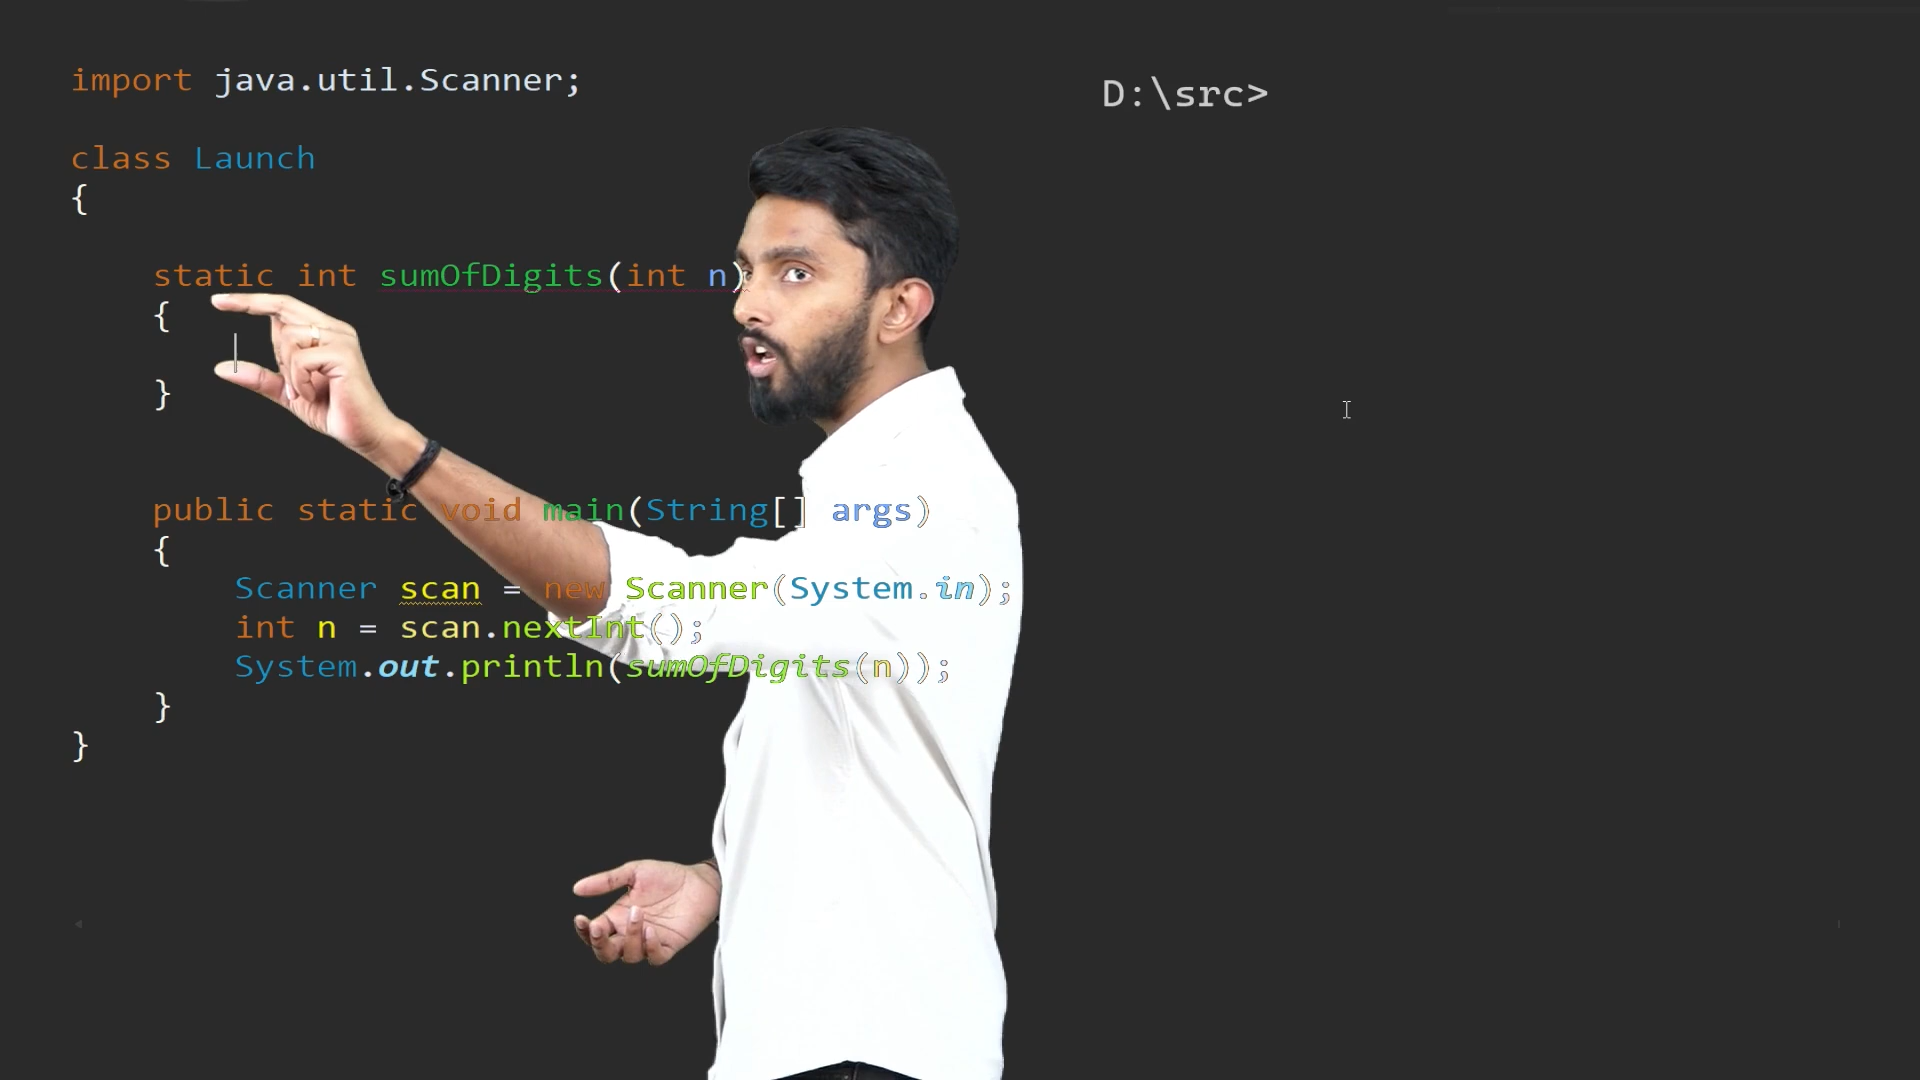 import java.util.Scanner;
class Launch
{
static int sumOfDigits(int n)
{
}
public static void main(String[] args)
{
Scanner scan = new Scanner(System.in);
int n = scan.nextInt();
System.out.println(sumOfDigits(n));
}
}
D:\src>